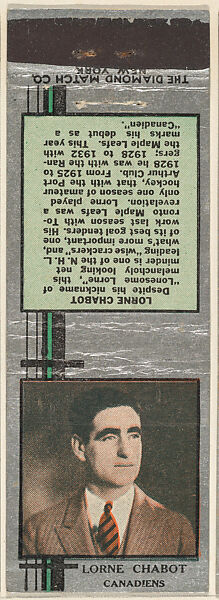 LORNE CHABOT
Despite his nickname of
"Lonesome" Lorne", this
melancholy looking net
minder is one of the N. H. L.
leading "wise" crackers" and,
what's more important, one
of its best goal tenders. His
work last season with To-
ronto Maple Leafs was a
revelation. Lorne played
only one season of amateur
hockey, that with the Port
Arthur Club. From 1925 to
1928 he was with the Ran-
gers; 1928 to 1933 with
the Maple Leafs. This year
marks his debut as a
"Canadien".
THE DIAMOND MATCH CO.
NEW YORK
LORNE CHABOT
CANADIENS